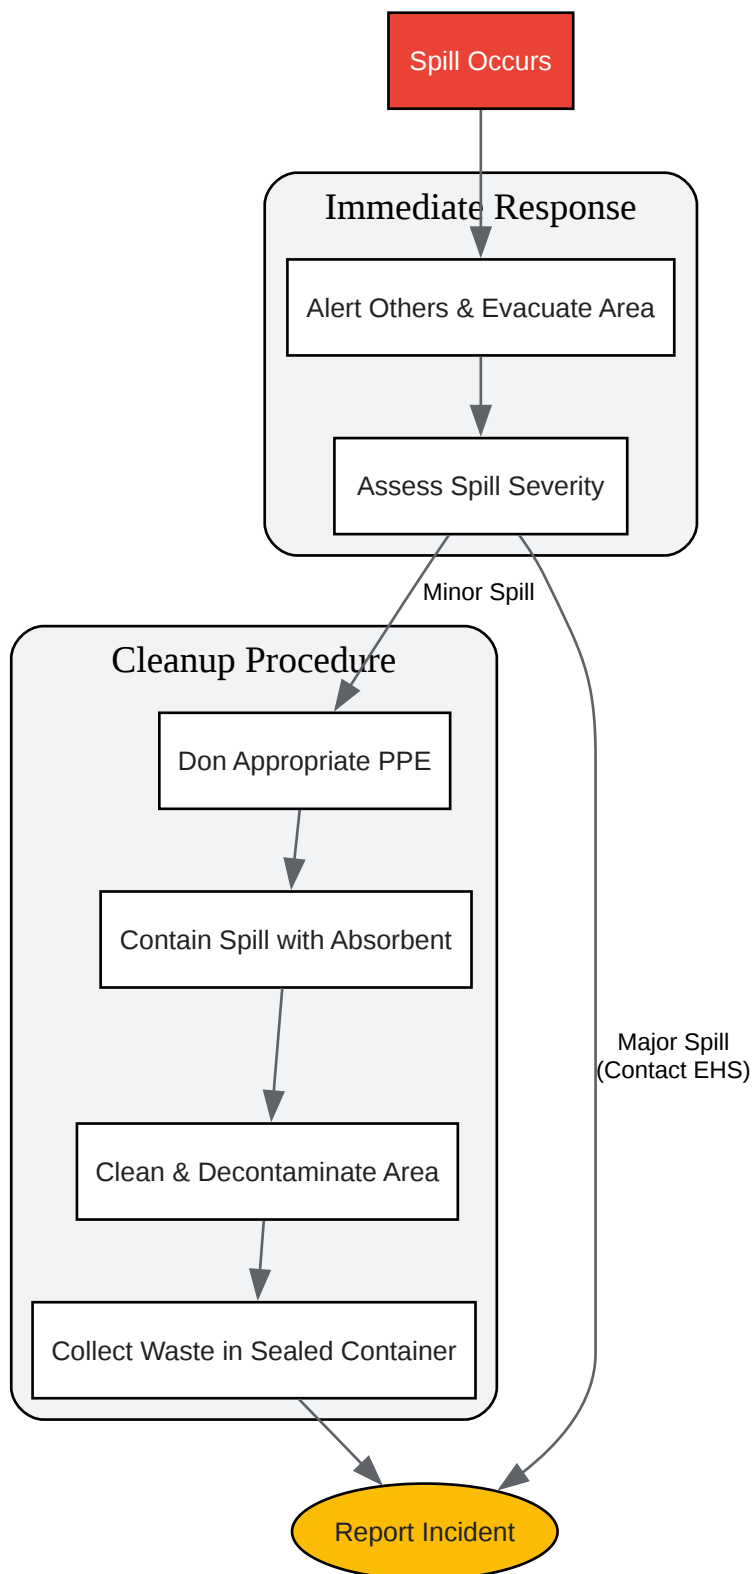 Spill Occurs
Immediate Response
Alert Others & Evacuate Area
Assess Spill Severity
Minor Spill
Cleanup Procedure
Don Appropriate PPE
Contain Spill with Absorbent
Major Spill
(Contact EHS)
Clean & Decontaminate Area
Collect Waste in Sealed Container
Report Incident